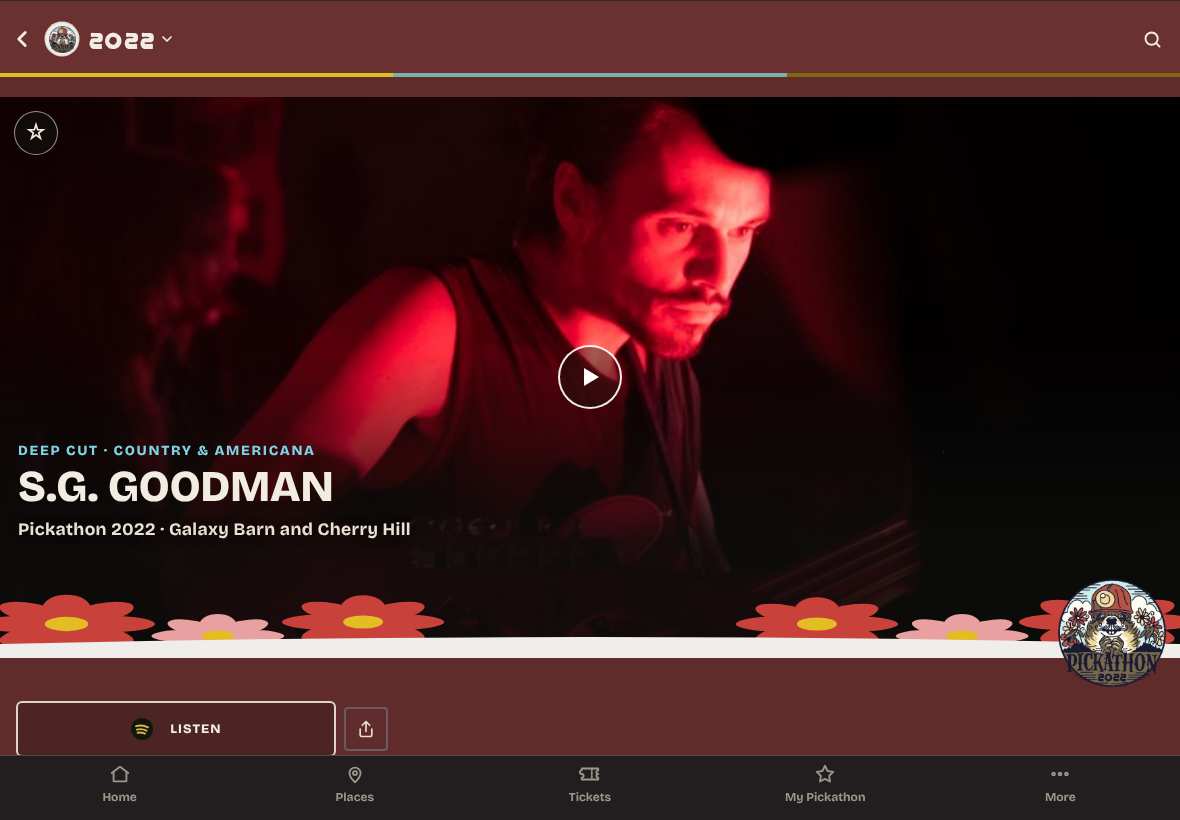 2022
DEEP CUT · COUNTRY & AMERICANA
S.G. GOODMAN
Pickathon 2022 · Galaxy Barn and Cherry Hill
PICKATHON
2022
LISTEN
Home
Places
Tickets
My Pickathon
More